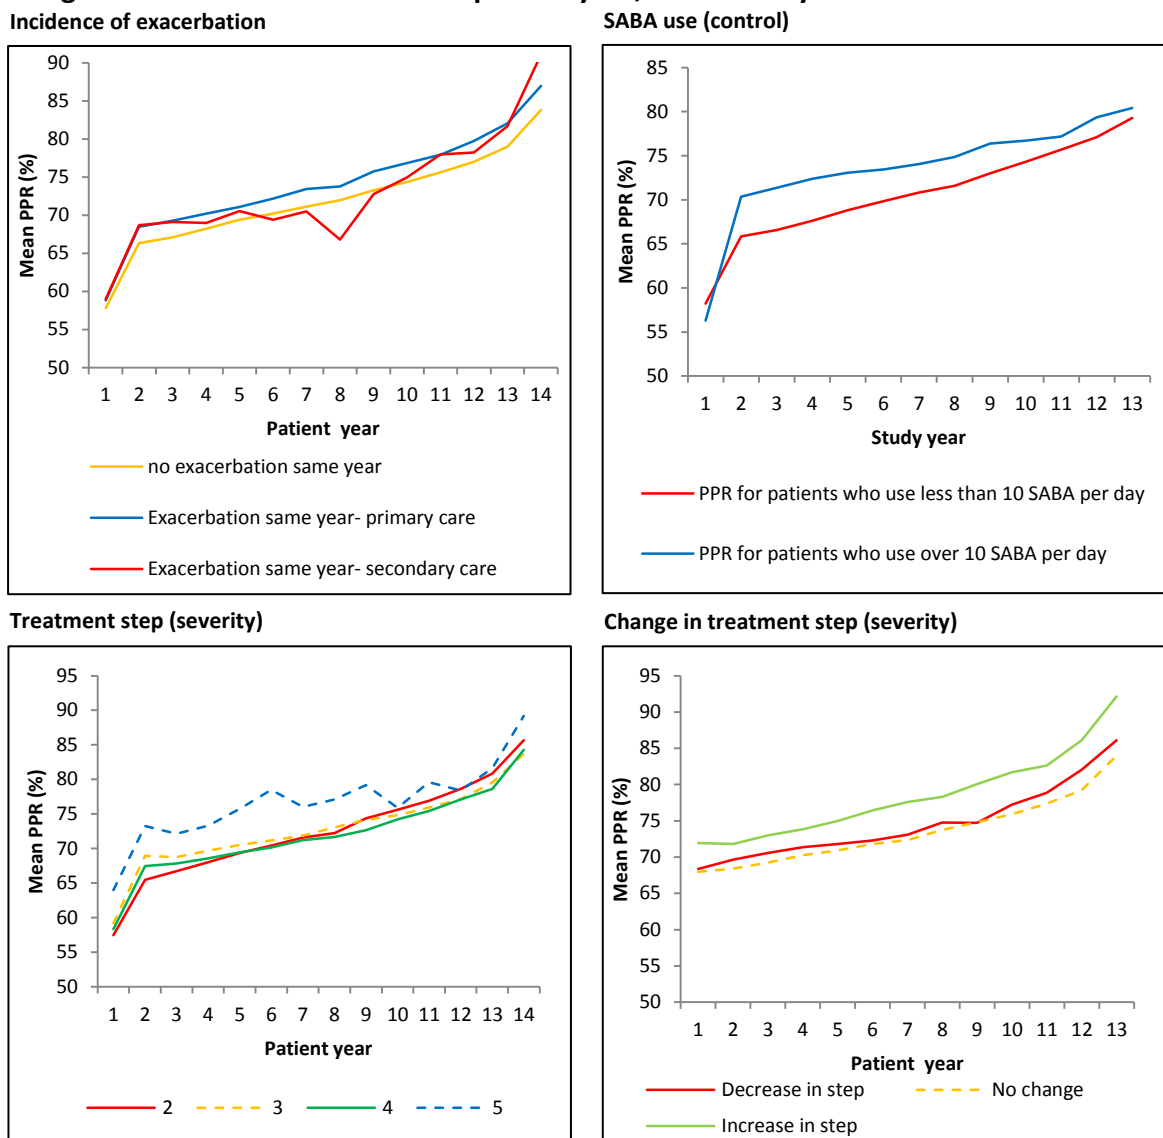 Incidence of exacerbation
90
85
80
75
70
65
60
55
50
Mean PPR (%)
1 2 3 4 5 6 7 8 9 10 11 12 13 14
Patient year
no exacerbation same year
Exacerbation same year- primary care
Exacerbation same year- secondary care
SABA use (control)
85
80
75
70
65
60
55
50
Mean PPR (%)
1 2 3 4 5 6 7 8 9 10 11 12 13
Study year
PPR for patients who use less than 10 SABA per day
PPR for patients who use over 10 SABA per day
Treatment step (severity)
95
90
85
80
75
70
65
60
55
50
Mean PPR (%)
1 2 3 4 5 6 7 8 9 10 11 12 13 14
Patient year
2 3 4 5
Change in treatment step (severity)
95
90
85
80
75
70
65
60
55
50
Mean PPR (%)
1 2 3 4 5 6 7 8 9 10 11 12 13
Patient year
Decrease in step No change
Increase in step